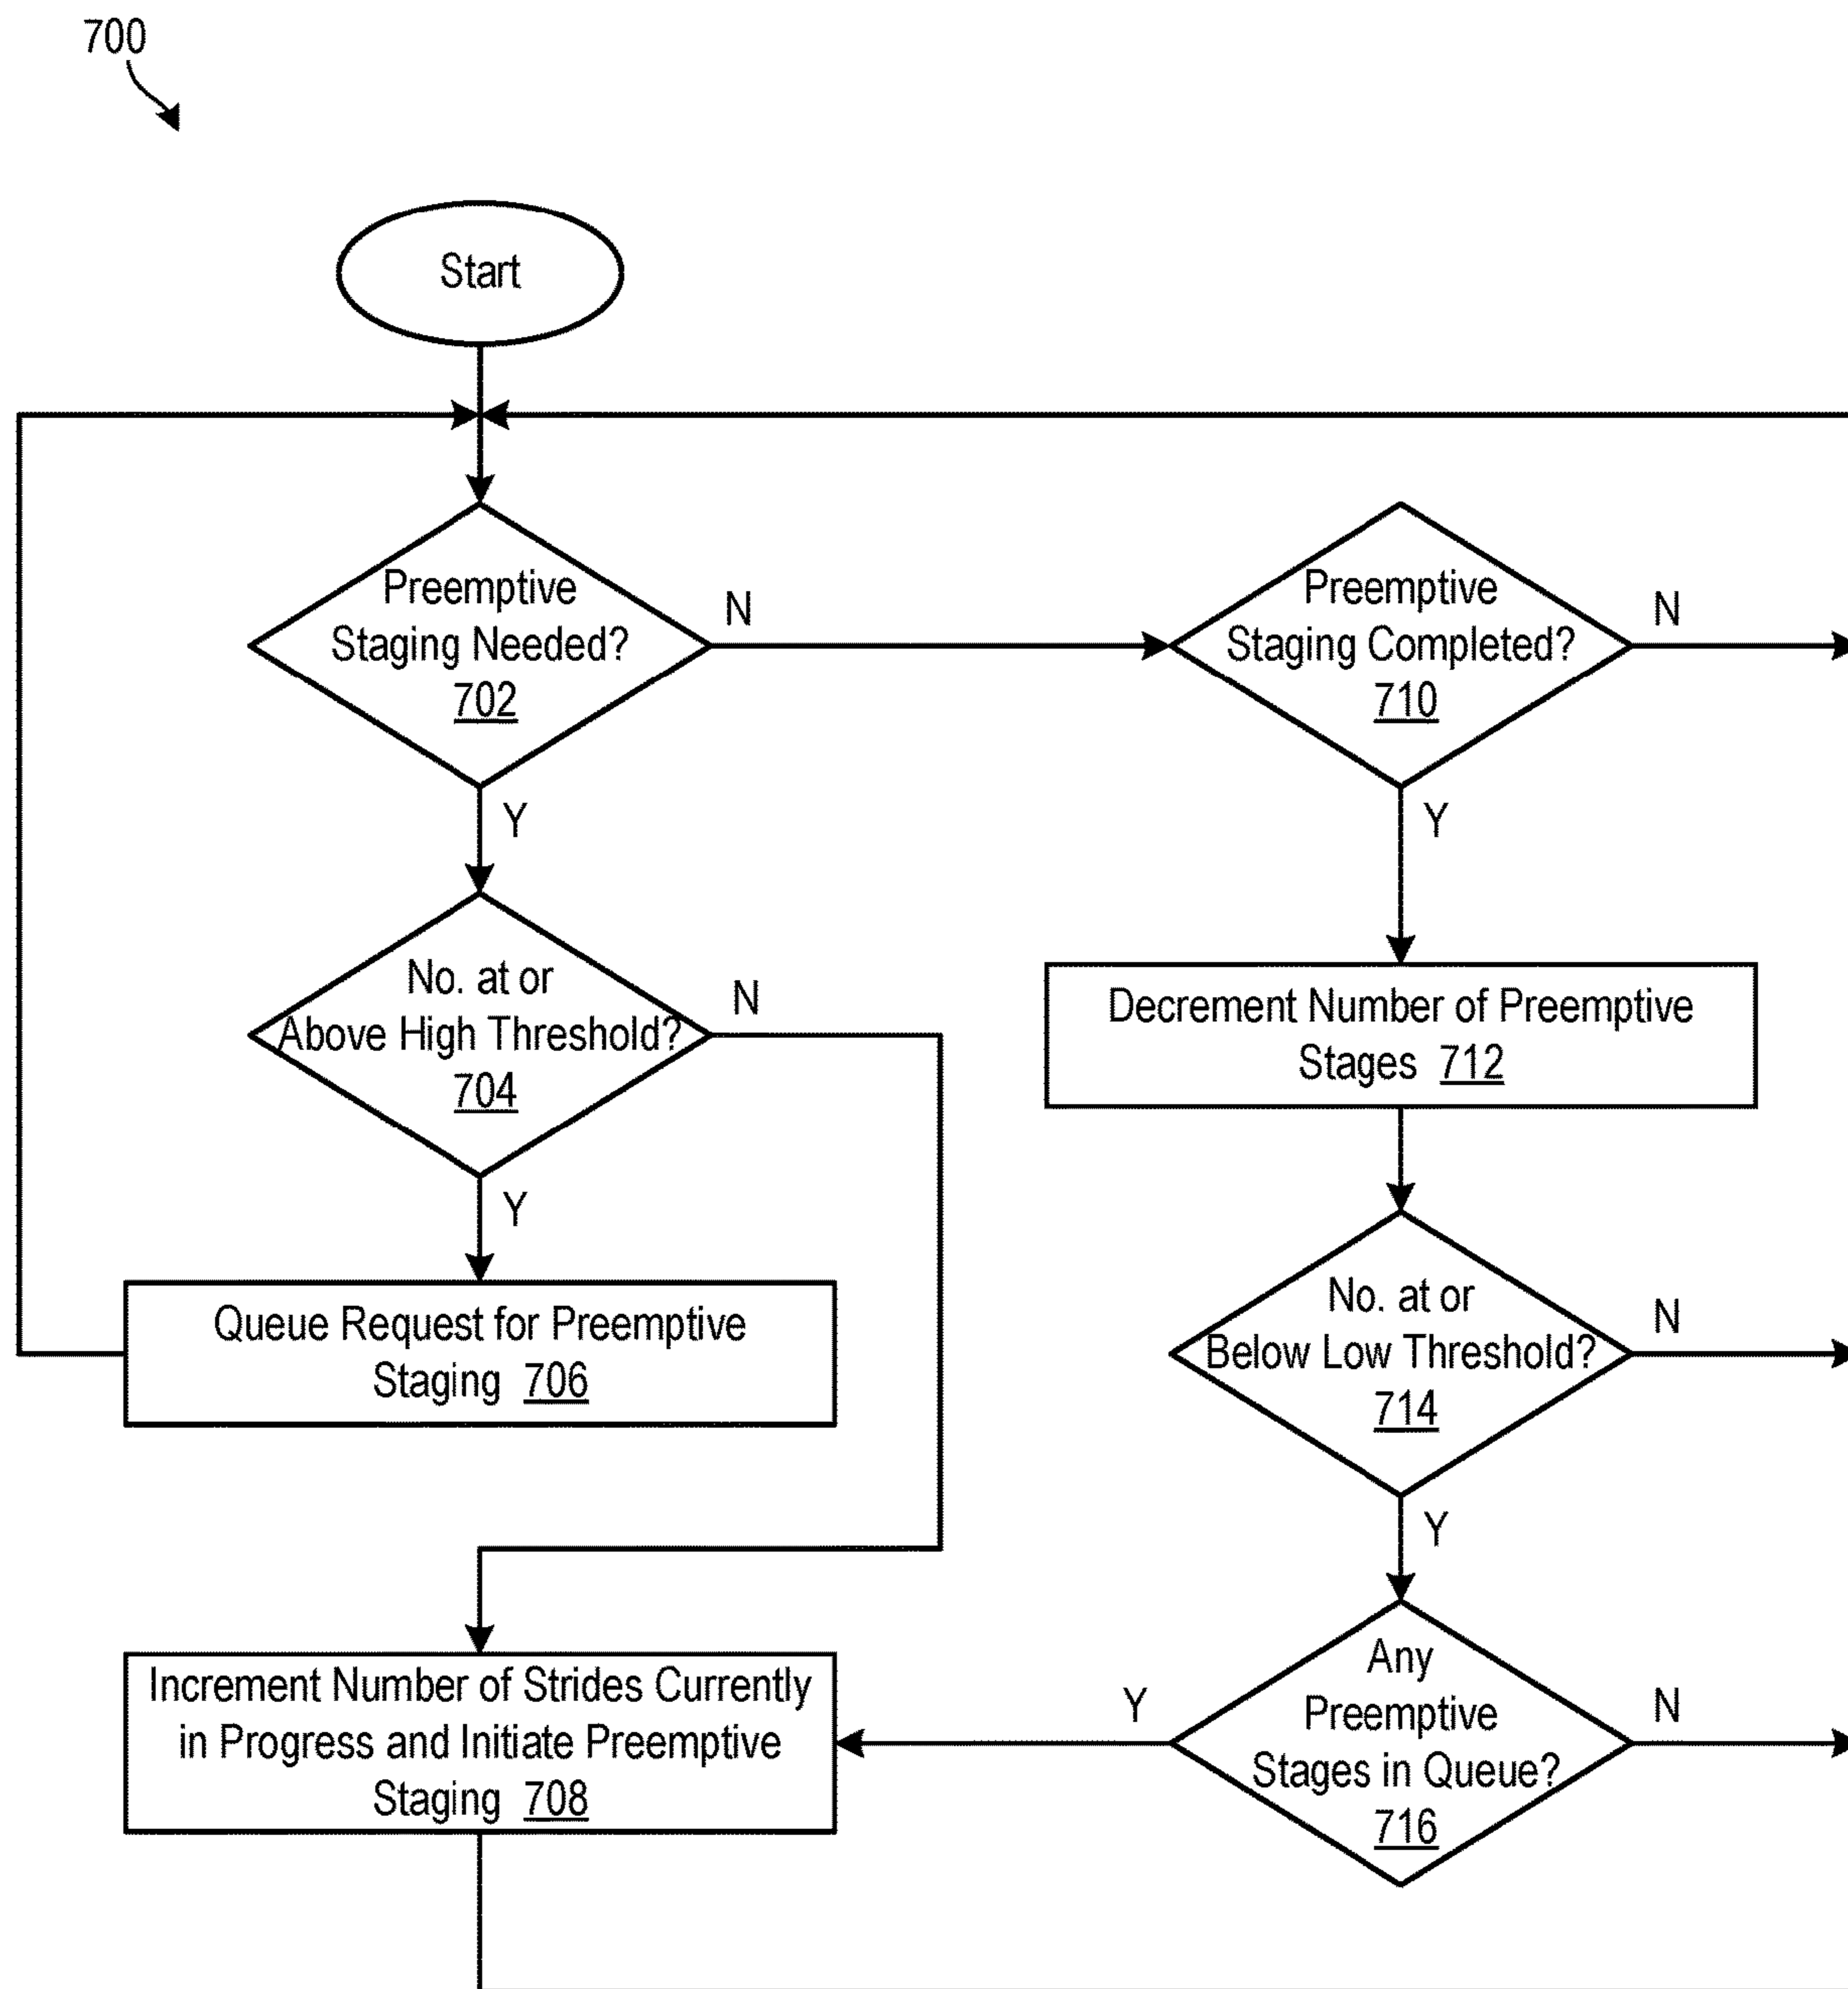 700
Start
Preemptive
Staging Needed?
702
N
Y
Preemptive
Staging Completed?
710
N
Y
No. at or
Above High Threshold?
704
N
Y
Decrement Number of Preemptive
Stages 712
Queue Request for Preemptive
Staging 706
No. at or
Below Low Threshold?
714
N
Y
Increment Number of Strides Currently
in Progress and Initiate Preemptive
Staging 708
Any
Preemptive
Stages in Queue?
716
Y
N